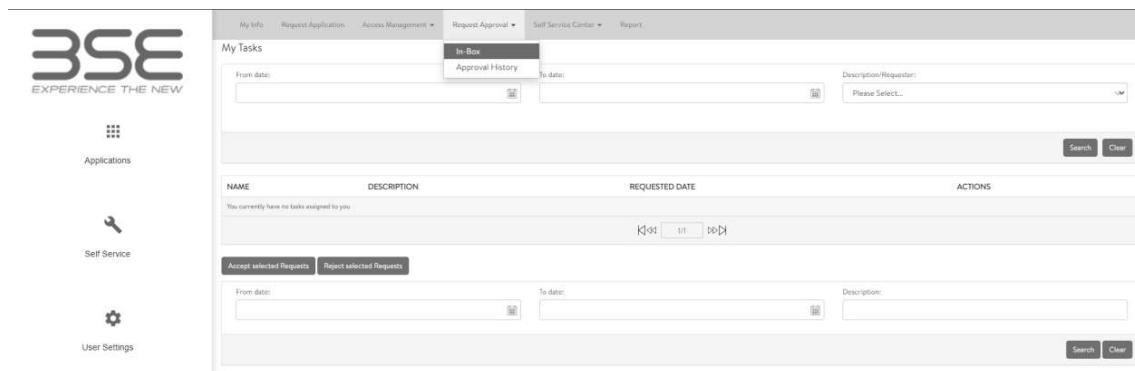 BSE
EXPERIENCE THE NEW
Applications
Self Service
User Settings
My Info Request Application Access Management Request Approval Self Service Center Report
In-Box
Approval History
My Tasks
From date: To date: Description/Requester:
Please Select...
Search Clear
NAME DESCRIPTION REQUESTED DATE ACTIONS
You currently have no tasks assigned to you
1/1
Accept selected Requests Reject selected Requests
From date: To date: Description:
Search Clear